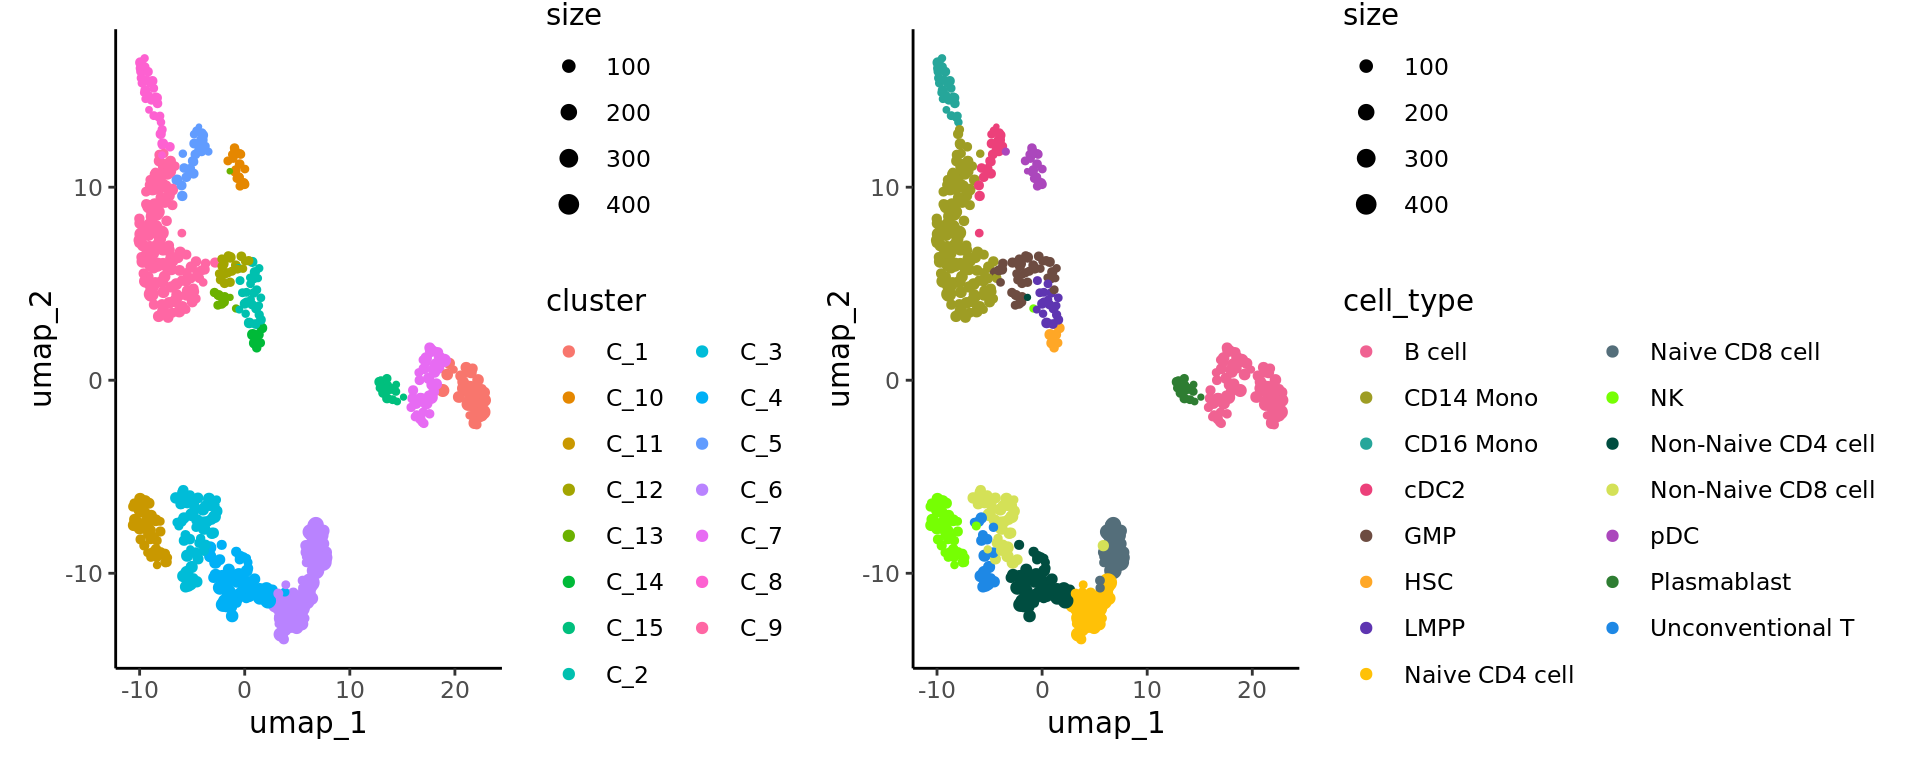 size
100
200
300
400
cluster
C_1
C_10
C_11
C_12
C_13
C_14
C_15
C_2
C_3
C_4
C_5
C_6
C_7
C_8
C_9
umap_2
10
0
-10
-10
0
10
20
umap_1
size
100
200
300
400
cell_type
B cell
CD14 Mono
CD16 Mono
cDC2
GMP
HSC
LMPP
Naive CD4 cell
Naive CD8 cell
NK
Non-Naive CD4 cell
Non-Naive CD8 cell
pDC
Plasmablast
Unconventional T
umap_2
10
0
-10
-10
0
10
20
umap_1